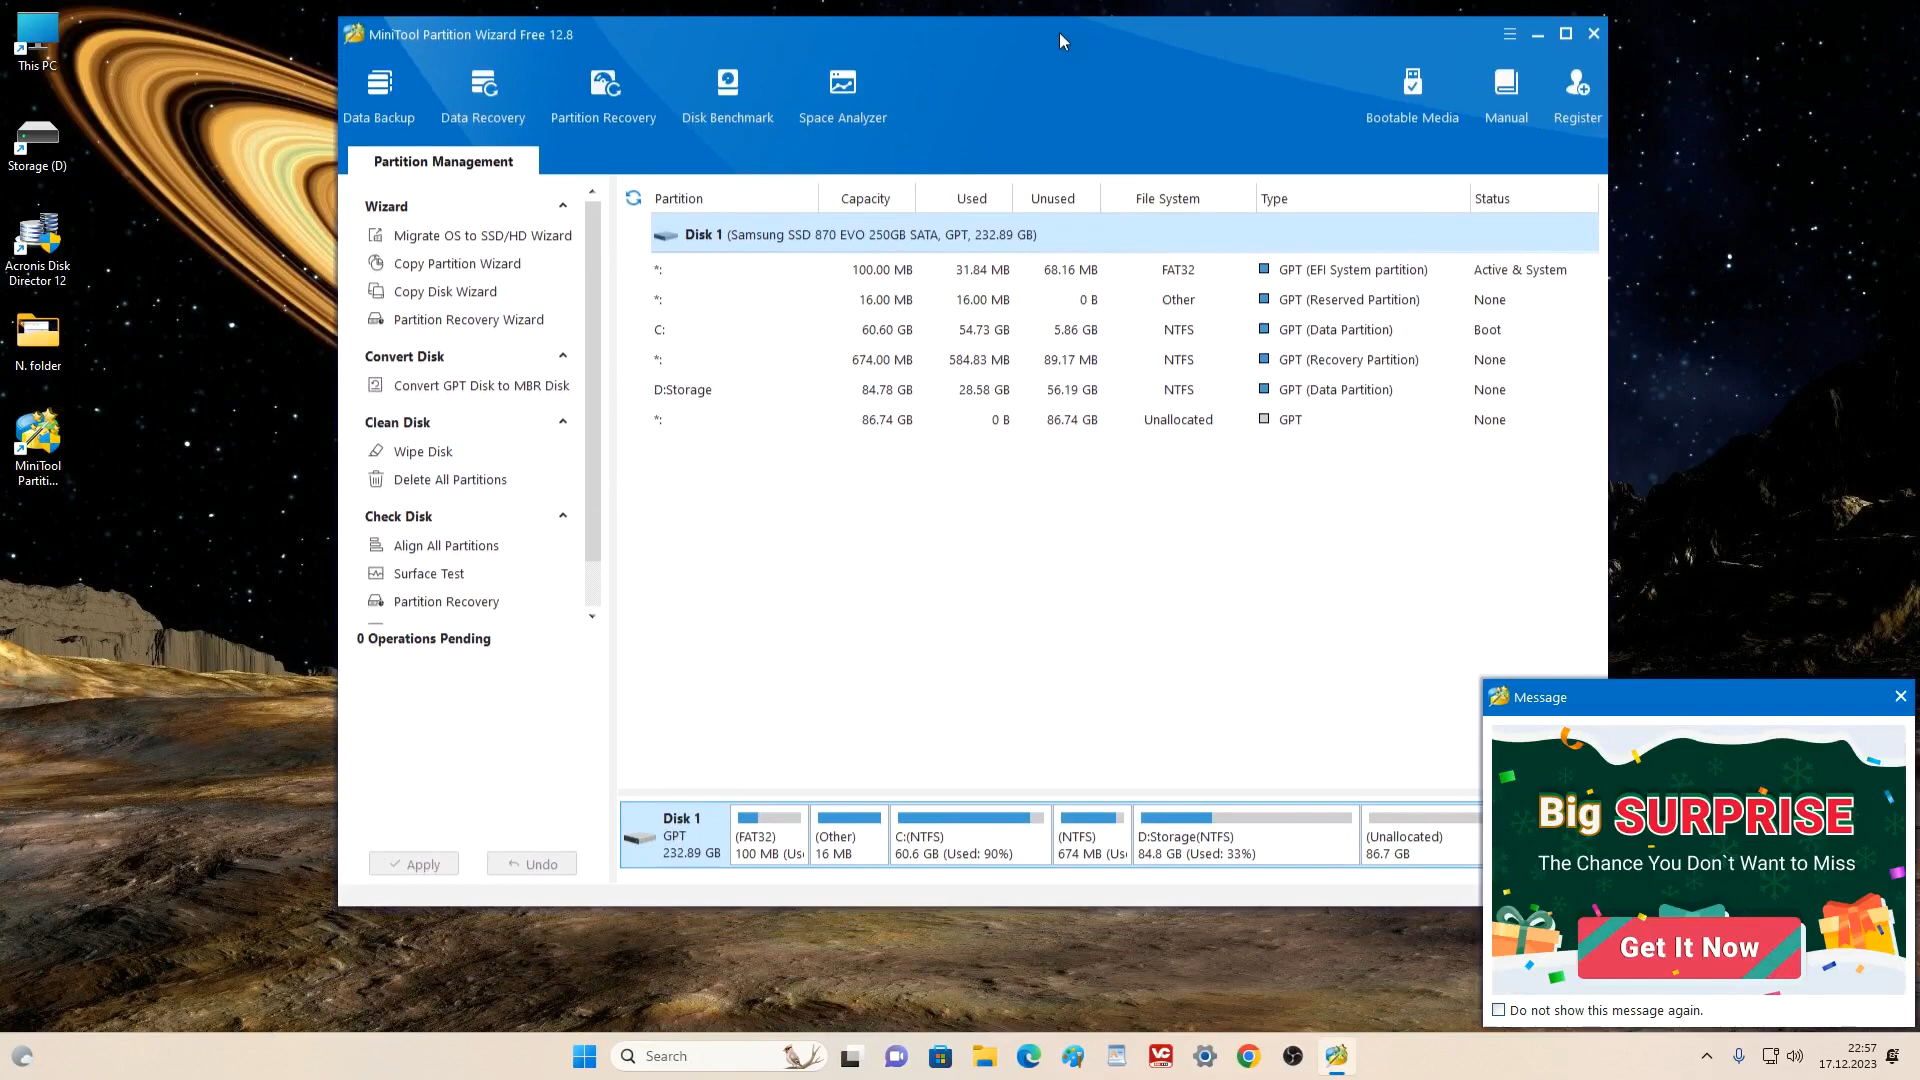 This PC
Storage (D)
Acronis Disk
Director 12
N. folder
MiniTool
Partiti...
MiniTool Partition Wizard Free 12.8
Data Backup
Data Recovery
Partition Recovery
Disk Benchmark
Space Analyzer
Bootable Media
Manual
Register
Partition Management
Wizard
Migrate OS to SSD/HD Wizard
Copy Partition Wizard
Copy Disk Wizard
Partition Recovery Wizard
Convert Disk
Convert GPT Disk to MBR Disk
Clean Disk
Wipe Disk
Delete All Partitions
Check Disk
Align All Partitions
Surface Test
Partition Recovery
0 Operations Pending
Apply
Undo
Partition Capacity Used Unused File System Type Status
Disk 1 (Samsung SSD 870 EVO 250GB SATA, GPT, 232.89 GB)
*: 100.00 MB 31.84 MB 68.16 MB FAT32 GPT (EFI System partition) Active & System
*: 16.00 MB 16.00 MB 0 B Other GPT (Reserved Partition) None
C: 60.60 GB 54.73 GB 5.86 GB NTFS GPT (Data Partition) Boot
*: 674.00 MB 584.83 MB 89.17 MB NTFS GPT (Recovery Partition) None
D:Storage 84.78 GB 28.58 GB 56.19 GB NTFS GPT (Data Partition) None
*: 86.74 GB 0 B 86.74 GB Unallocated GPT None
Disk 1
GPT
232.89 GB
(FAT32)
100 MB (Us
(Other)
16 MB
C:(NTFS)
60.6 GB (Used: 90%)
(NTFS)
674 MB (Us
D:Storage(NTFS)
84.8 GB (Used: 33%)
(Unallocated)
86.7 GB
Message
Big SURPRISE
The Chance You Don`t Want to Miss
Get It Now
Do not show this message again.
Search
VC
22:57
17.12.2023